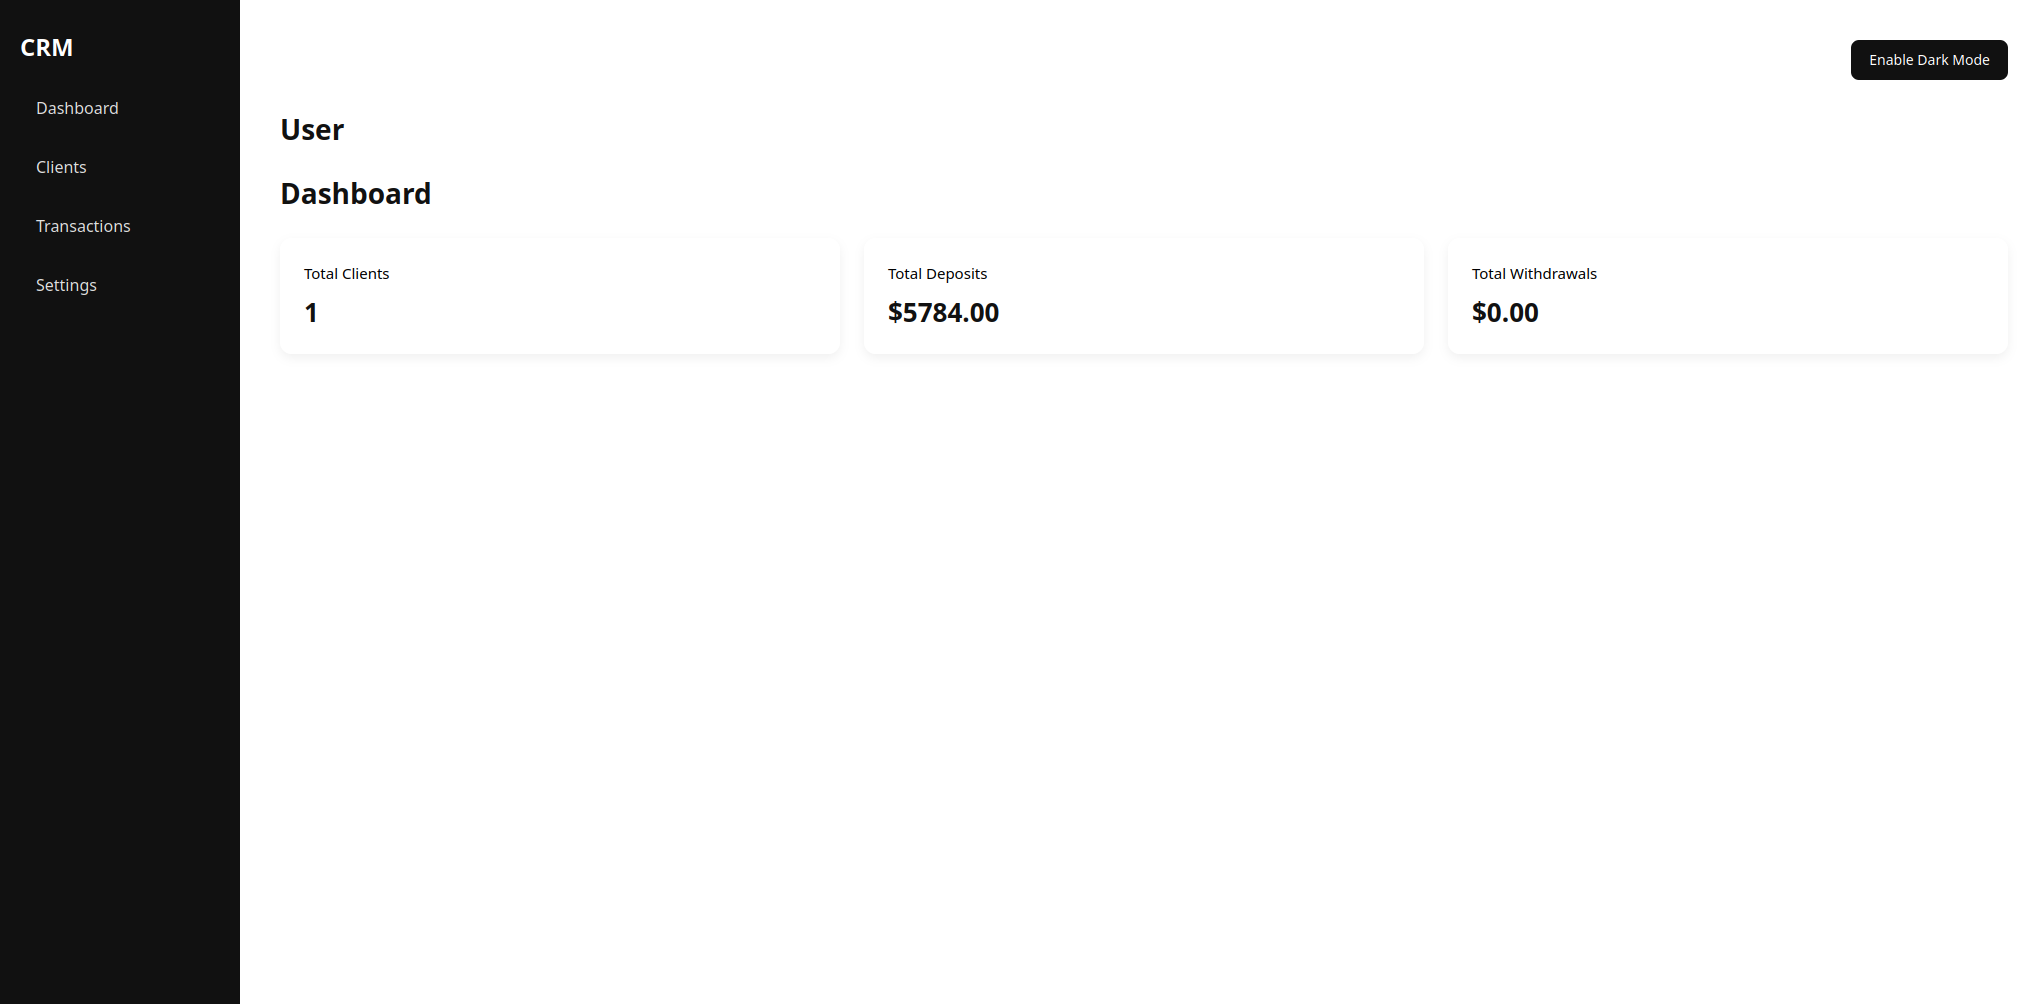 CRM
Dashboard
Clients
Transactions
Settings
Enable Dark Mode
User
Dashboard
Total Clients
1
Total Deposits
$5784.00
Total Withdrawals
$0.00